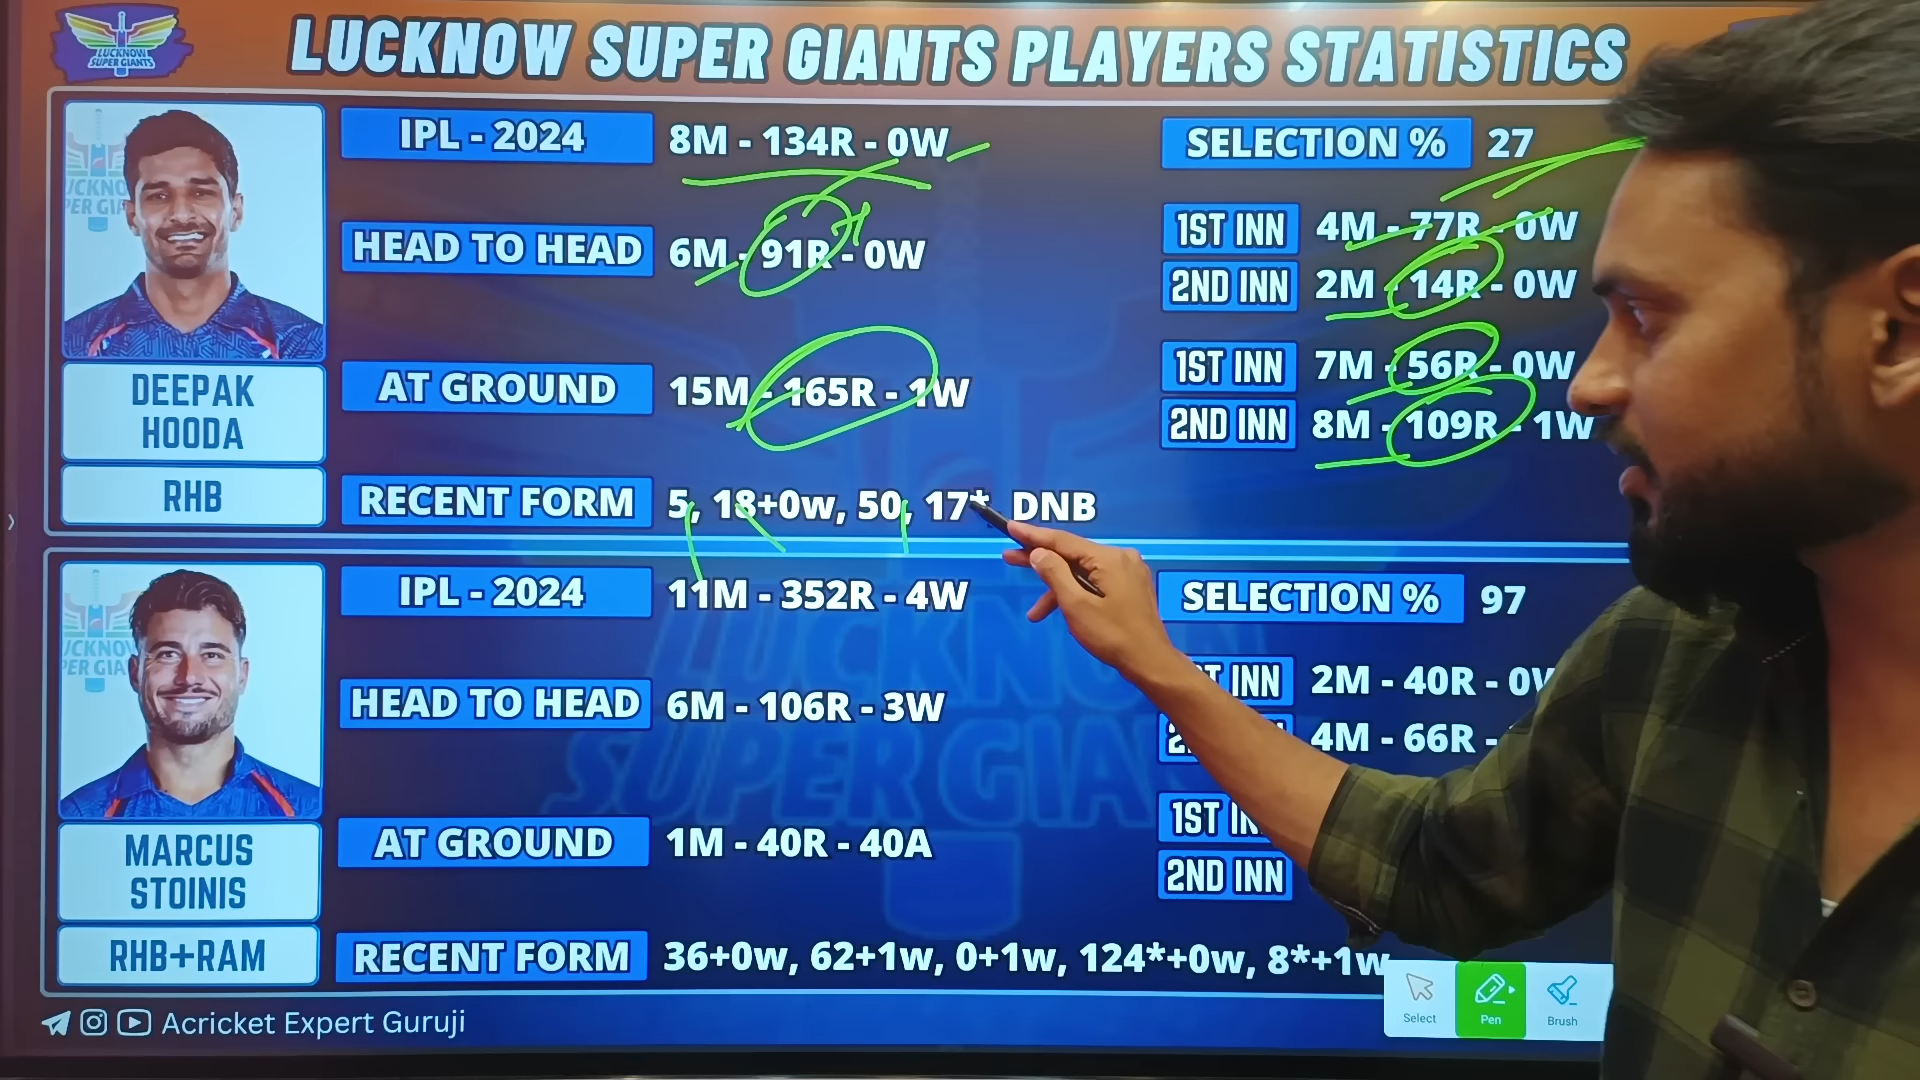 LUCKNOW
SUPER GIANTS
LUCKNOW SUPER GIANTS PLAYERS STATISTICS
IPL - 2024 8M - 134R - 0W
SELECTION % 27
HEAD TO HEAD 6M - 91R - 0W
1ST INN 4M - 77R - 0W
2ND INN 2M - 14R - 0W
AT GROUND 15M - 165R - 1W
1ST INN 7M - 56R - 0W
2ND INN 8M - 109R - 1W
DEEPAK
HOODA
RHB
RECENT FORM 5, 18+0w, 50, 17*, DNB
IPL - 2024 11M - 352R - 4W
SELECTION % 97
HEAD TO HEAD 6M - 106R - 3W
INN 2M - 40R -
4M - 66R -
AT GROUND 1M - 40R - 40A
1ST
2ND INN
MARCUS
STOINIS
RHB+RAM
RECENT FORM 36+0w, 62+1w, 0+1w, 124*+0w, 8*+1w
LUCKNOW
SUPER GIA
Select Pen Brush
Acricket Expert Guruji